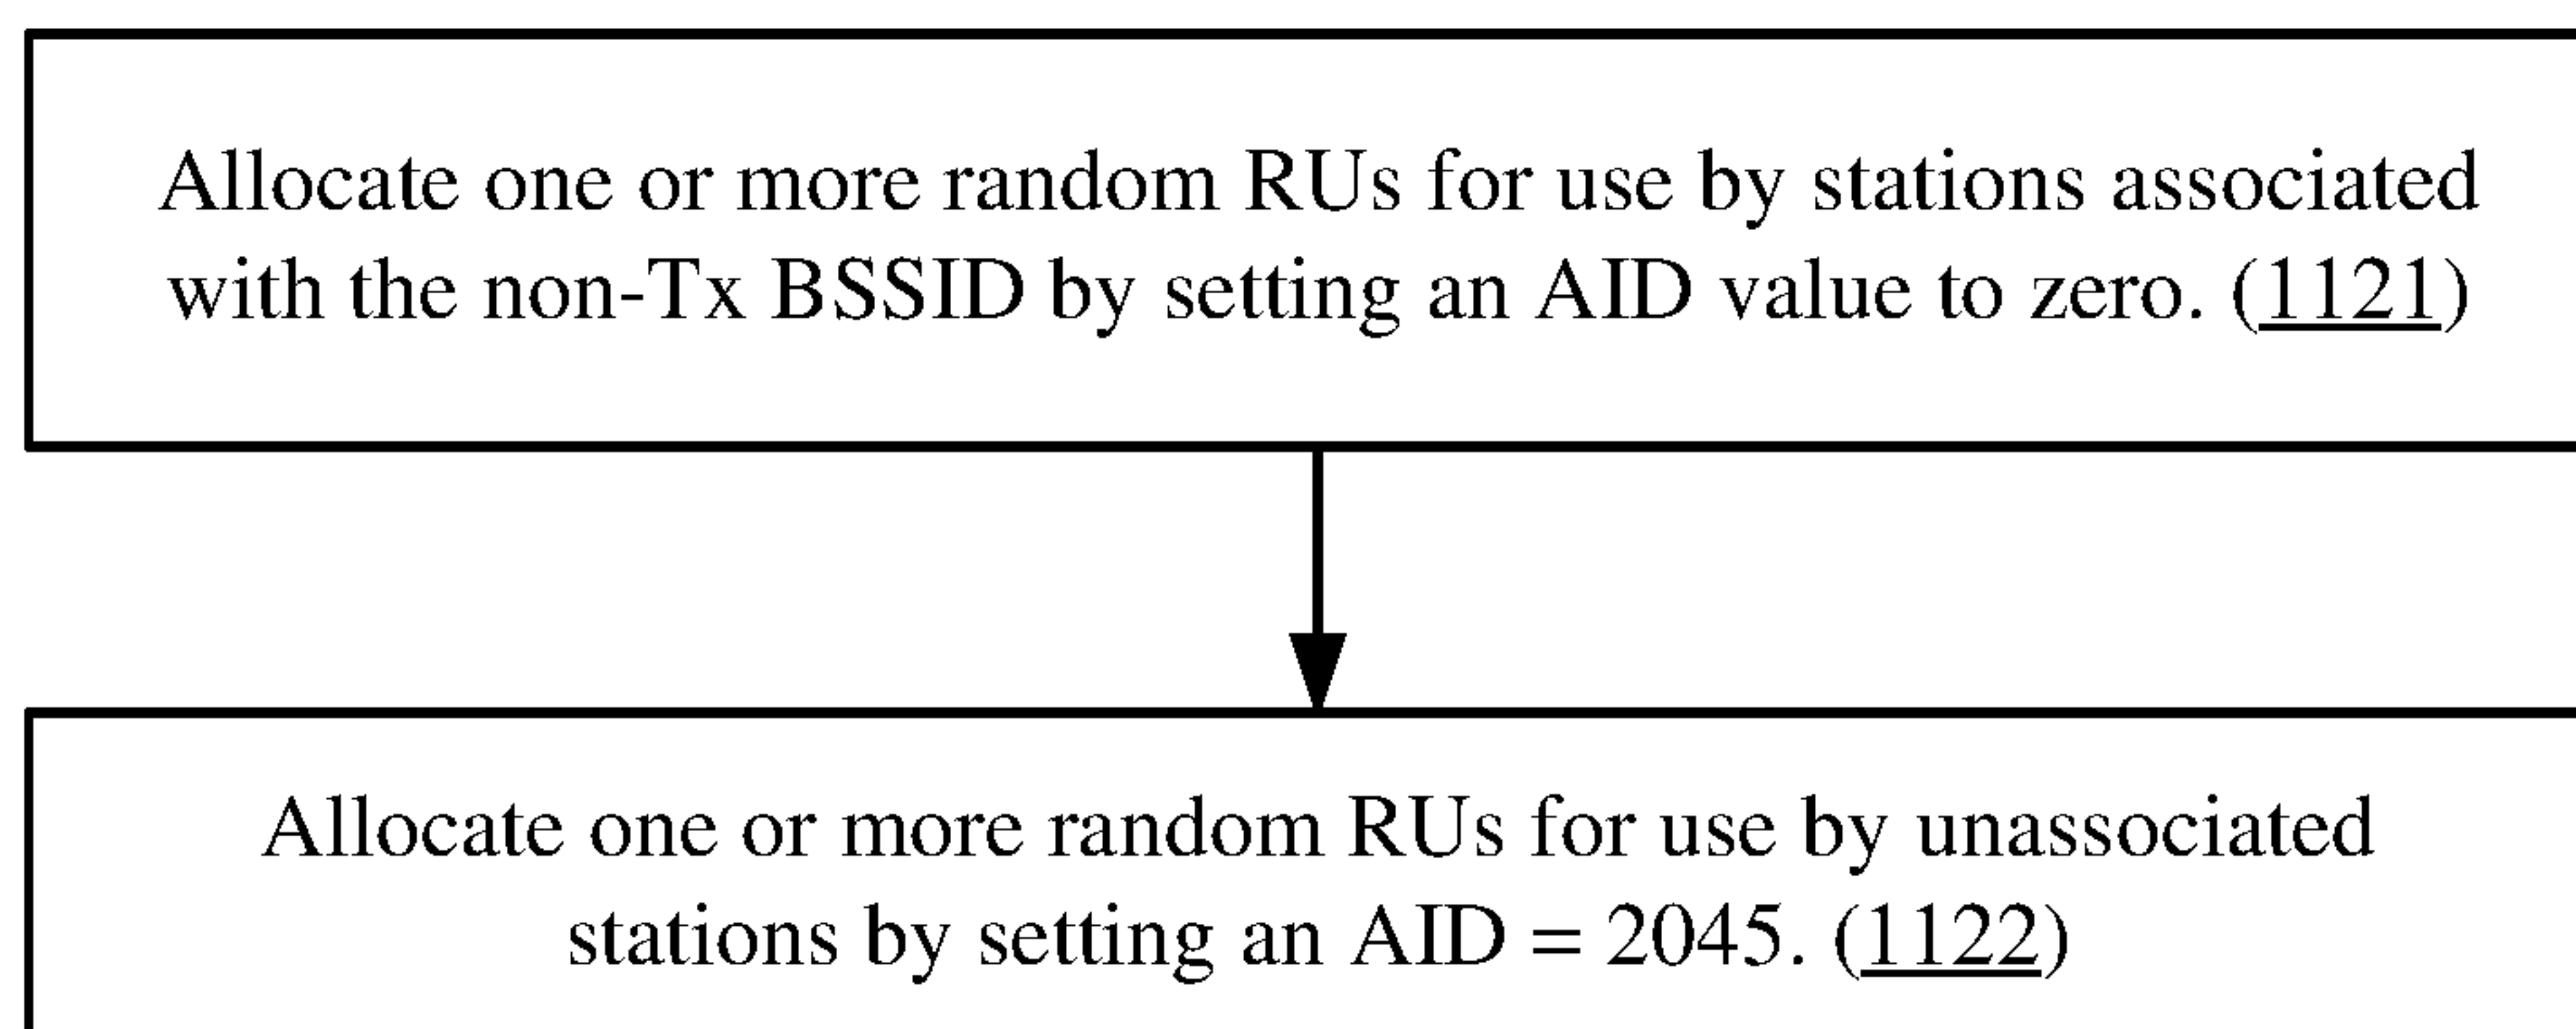 Allocate one or more random RUs for use by stations associated
with the non-Tx BSSID by setting an AID value to zero. (1121)
Allocate one or more random RUs for use by unassociated
stations by setting an AID = 2045. (1122)